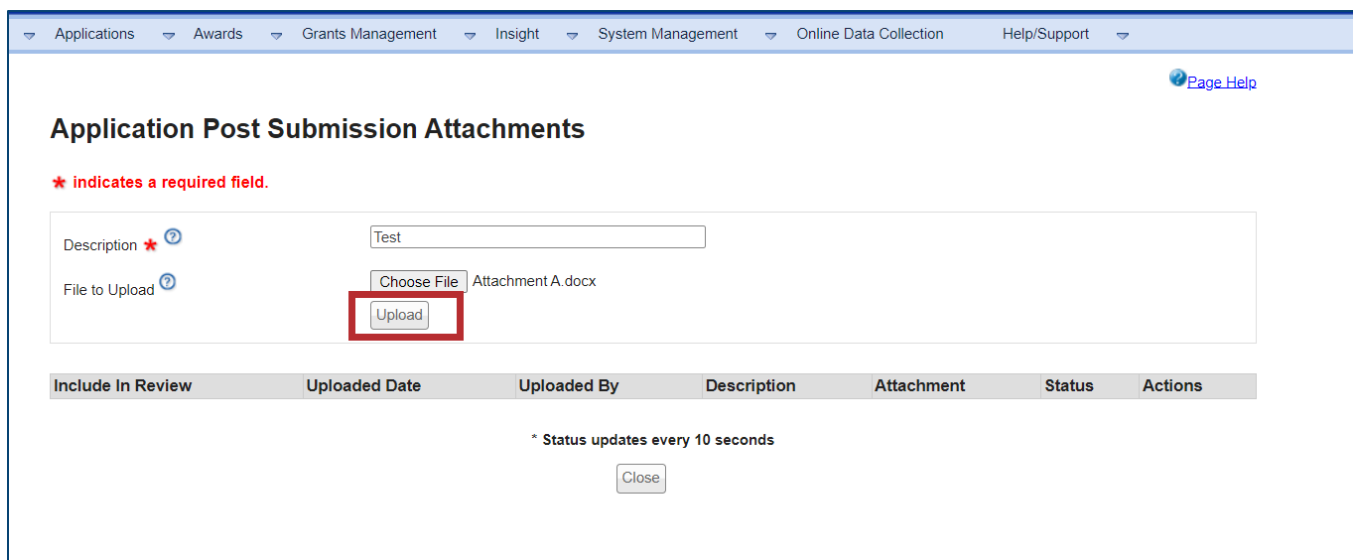 Applications Awards Grants Management Insight System Management Online Data Collection Help/Support
Page Help
Application Post Submission Attachments
* indicates a required field.
Description * ?
Test
File to Upload ?
Choose File Attachment A.docx
Upload
Include In Review Uploaded Date Uploaded By Description Attachment Status Actions
* Status updates every 10 seconds
Close